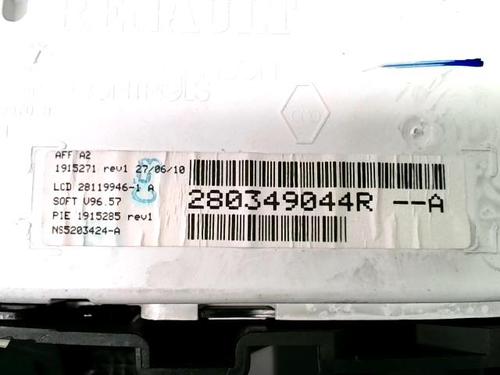 RENAULT
AFF A2
1915271 rev1 27/06/10
LCD 28119946-1 A
SOFT V96.57
PIE 1915285 rev1
NS5203424-A
280349044R --A